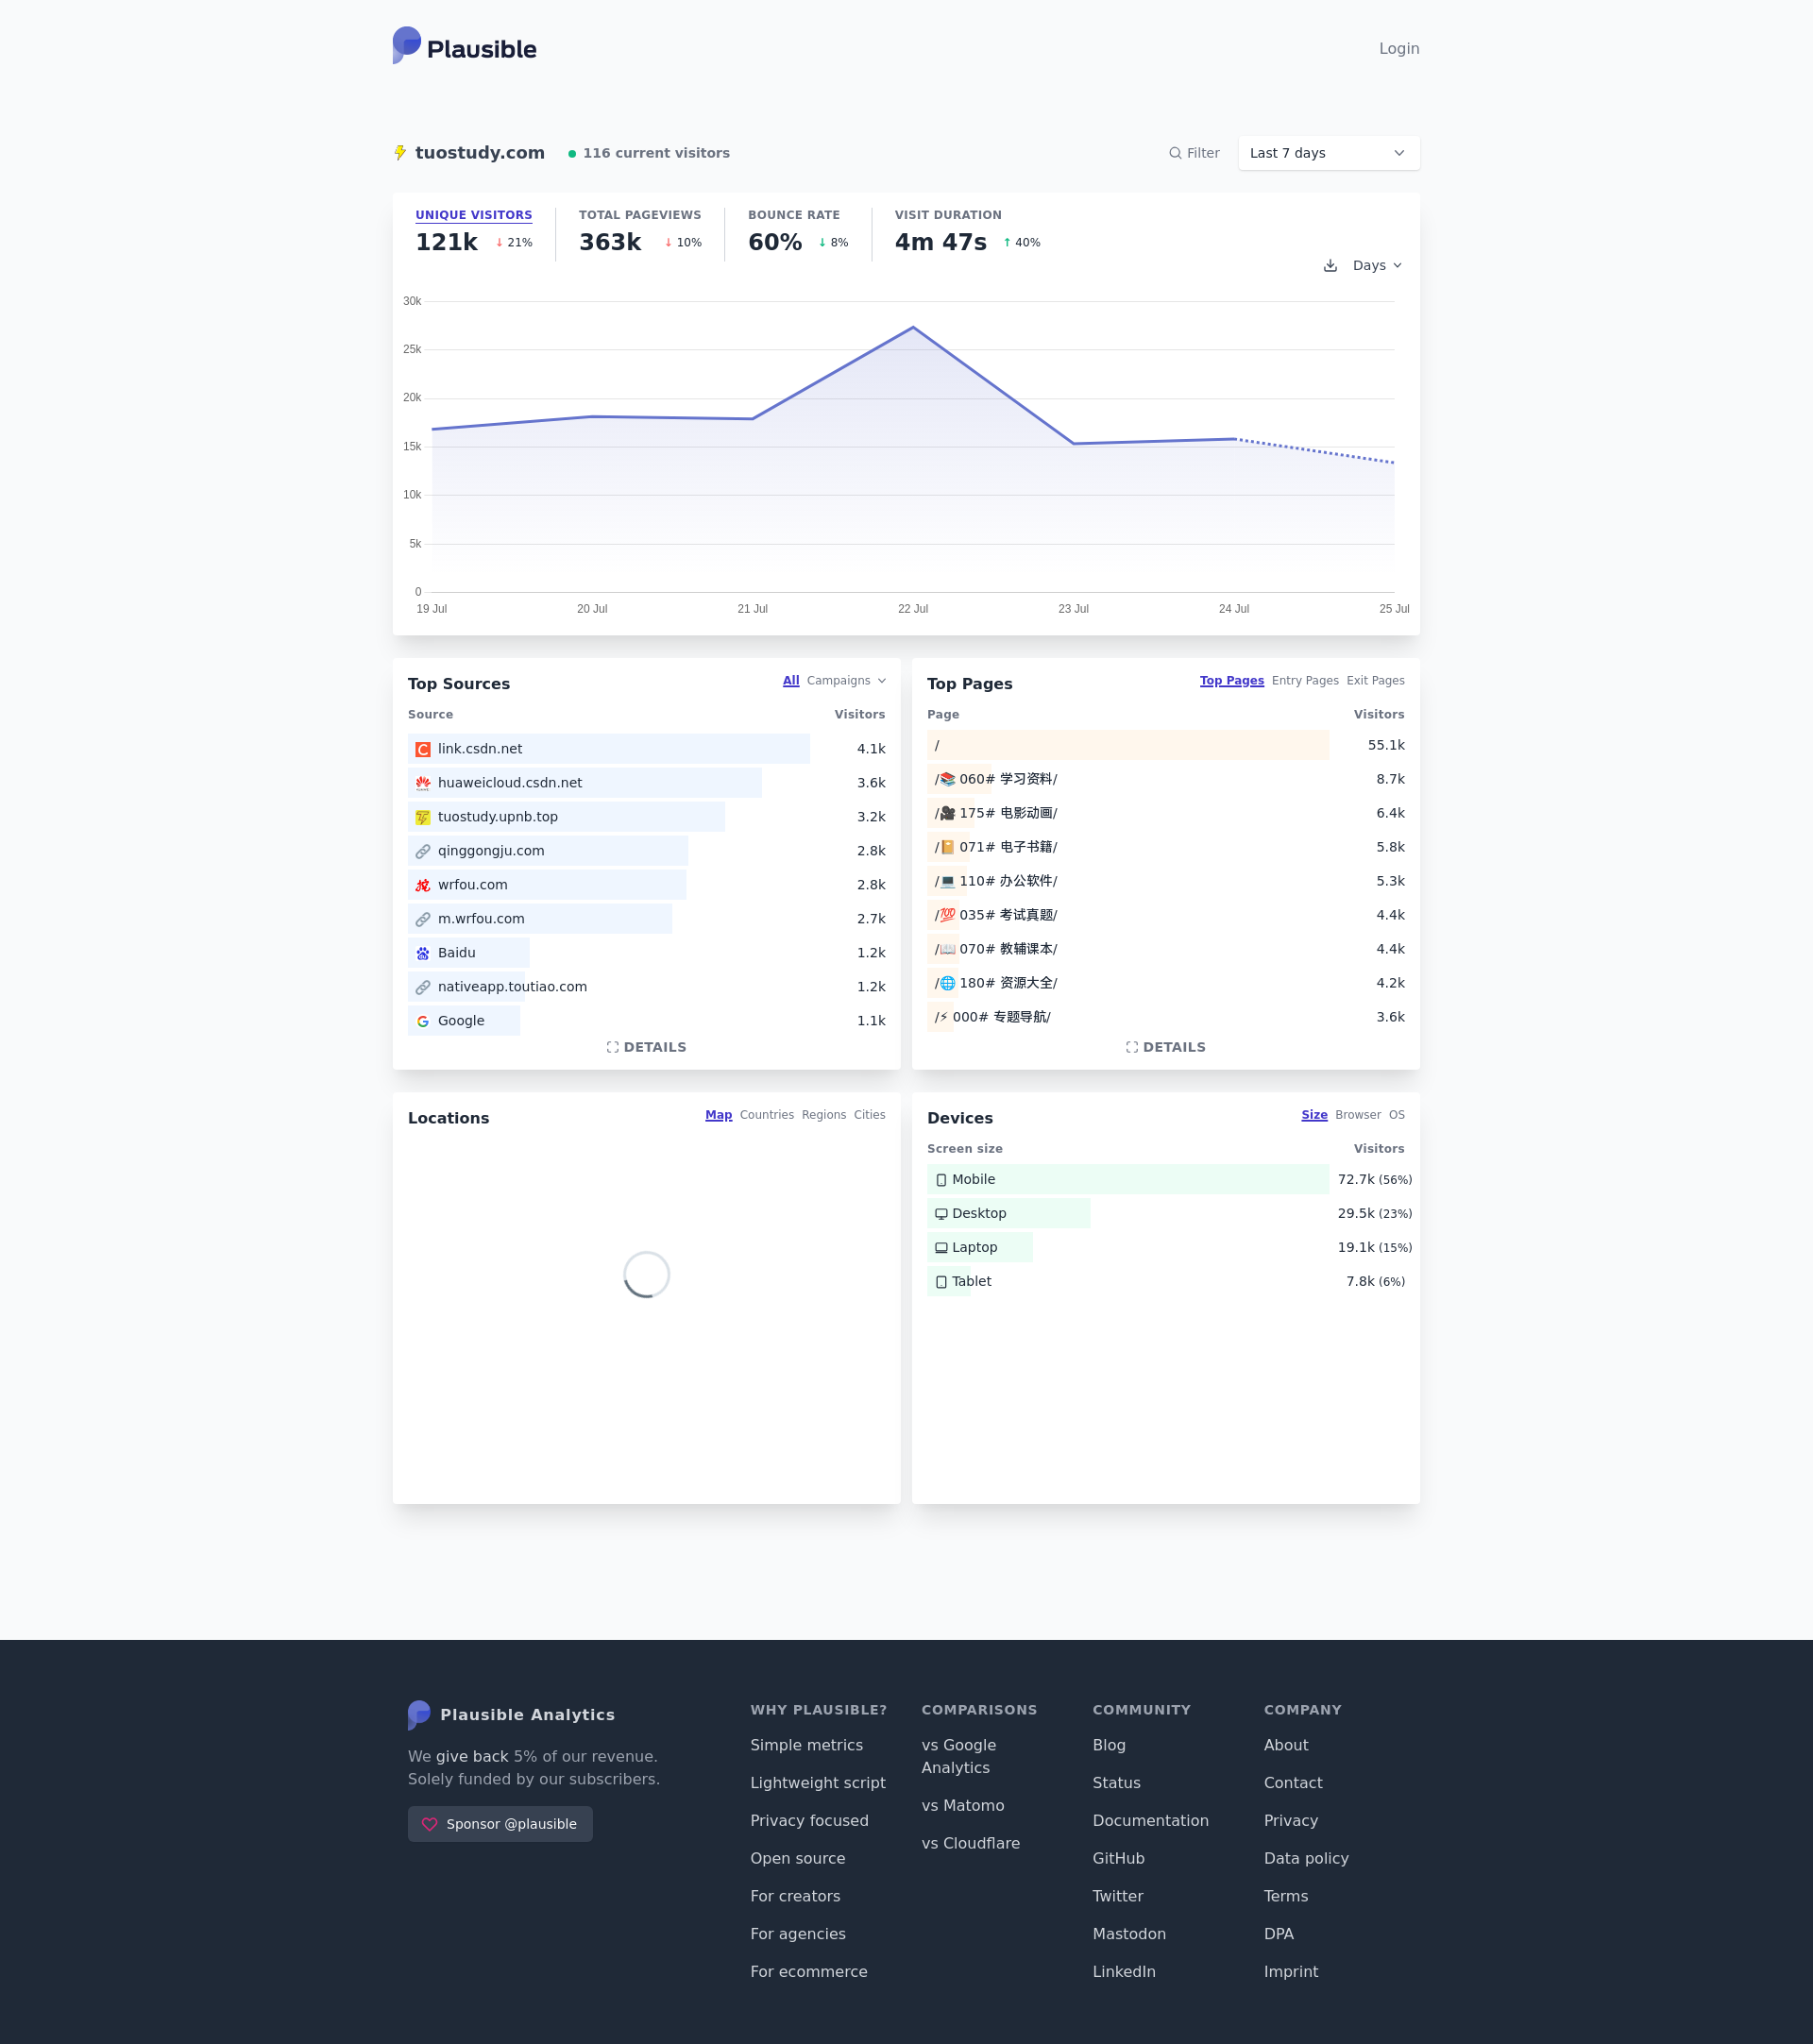 Plausible
Login
tuostudy.com
116 current visitors
Filter
Last 7 days
UNIQUE VISITORS
121k ↓ 21%
TOTAL PAGEVIEWS
363k ↓ 10%
BOUNCE RATE
60% ↓ 8%
VISIT DURATION
4m 47s ↑ 40%
Days
30k
25k
20k
15k
10k
5k
0
19 Jul
20 Jul
21 Jul
22 Jul
23 Jul
24 Jul
25 Jul
Top Sources
All Campaigns
Source Visitors
link.csdn.net 4.1k
huaweicloud.csdn.net 3.6k
tuostudy.upnb.top 3.2k
qinggongju.com 2.8k
wrfou.com 2.8k
m.wrfou.com 2.7k
Baidu 1.2k
nativeapp.toutiao.com 1.2k
Google 1.1k
DETAILS
Top Pages
Top Pages Entry Pages Exit Pages
Page Visitors
/ 55.1k
/📚 060# 学习资料/ 8.7k
/🎥 175# 电影动画/ 6.4k
/📔 071# 电子书籍/ 5.8k
/💻 110# 办公软件/ 5.3k
/💯 035# 考试真题/ 4.4k
/📖 070# 教辅课本/ 4.4k
/🌐 180# 资源大全/ 4.2k
/⚡ 000# 专题导航/ 3.6k
DETAILS
Locations
Map Countries Regions Cities
Devices
Size Browser OS
Screen size Visitors
Mobile 72.7k (56%)
Desktop 29.5k (23%)
Laptop 19.1k (15%)
Tablet 7.8k (6%)
Plausible Analytics
We give back 5% of our revenue.
Solely funded by our subscribers.
Sponsor @plausible
WHY PLAUSIBLE?
Simple metrics
Lightweight script
Privacy focused
Open source
For creators
For agencies
For ecommerce
COMPARISONS
vs Google
Analytics
vs Matomo
vs Cloudflare
COMMUNITY
Blog
Status
Documentation
GitHub
Twitter
Mastodon
LinkedIn
COMPANY
About
Contact
Privacy
Data policy
Terms
DPA
Imprint